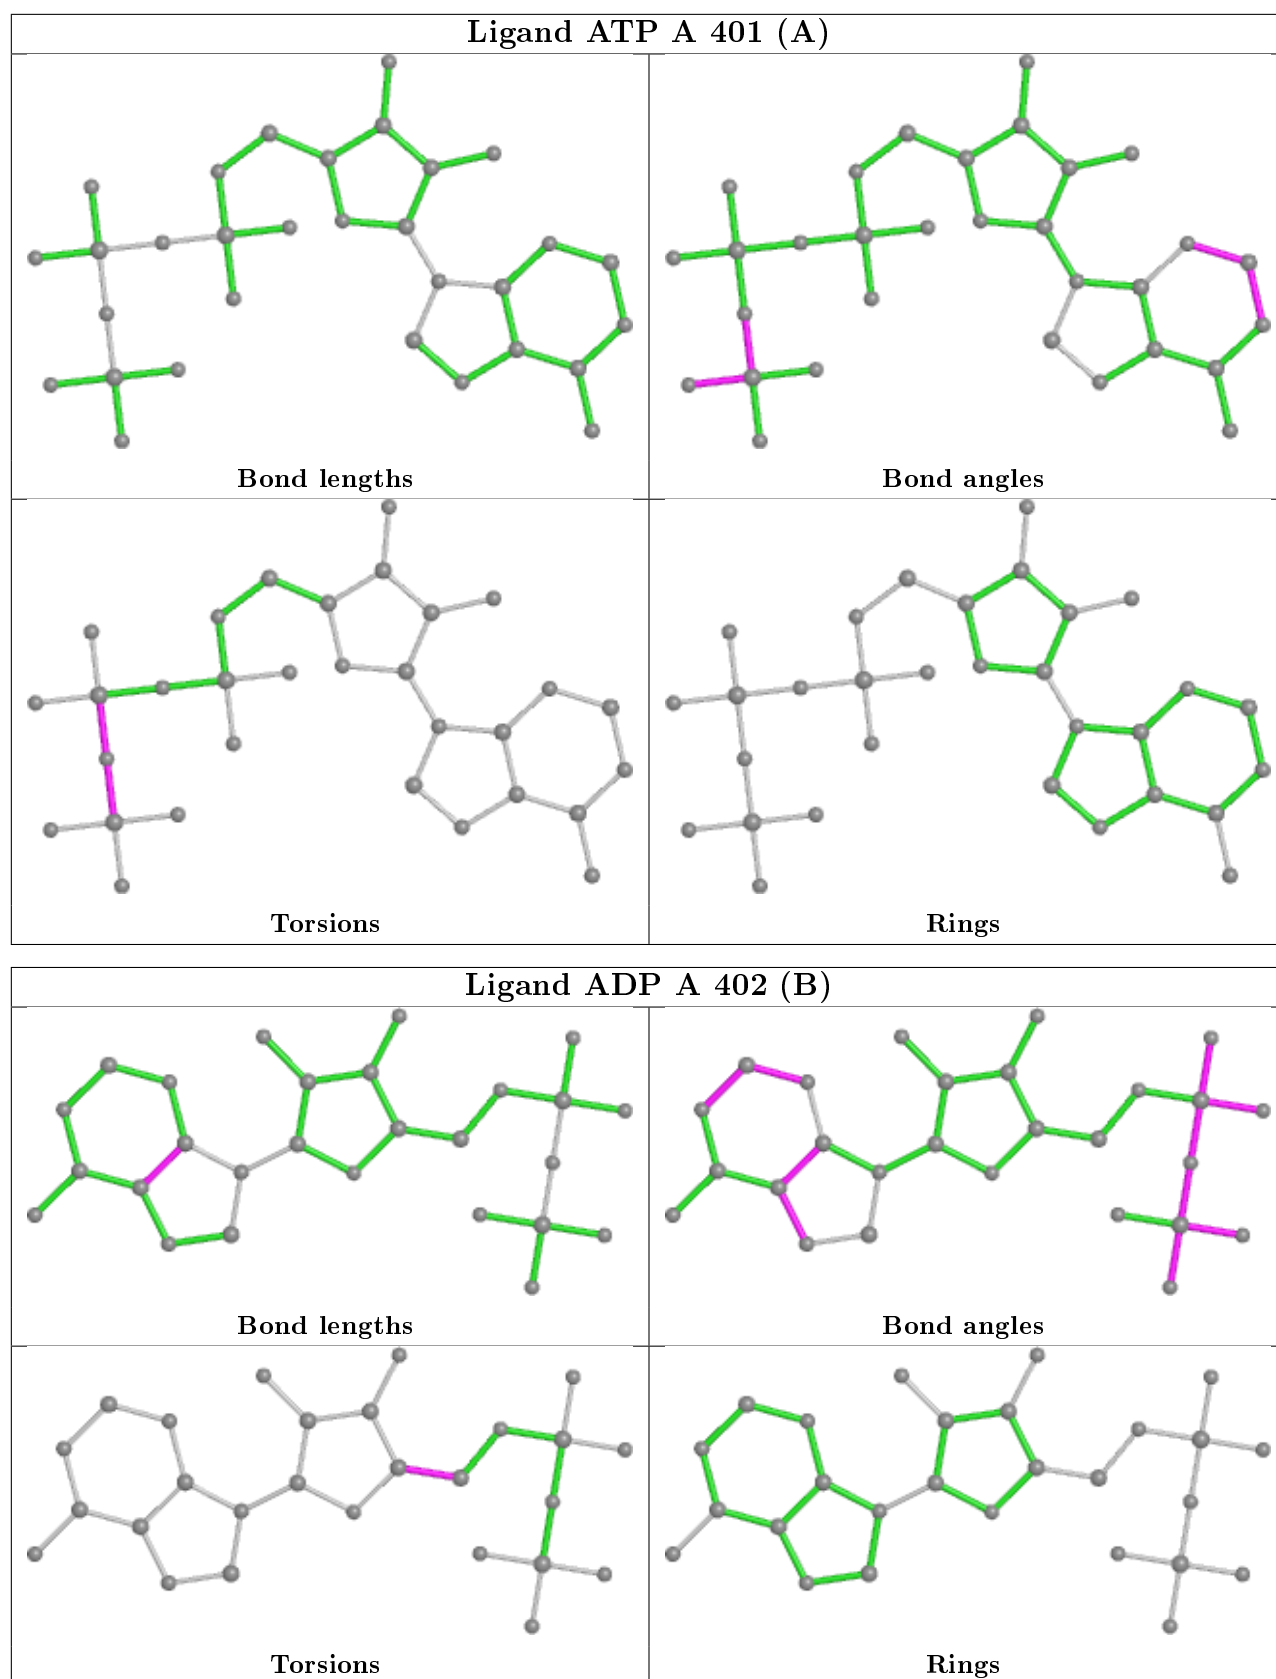 Ligand ATP A 401 (A)
Bond lengths
Bond angles
Torsions
Rings
Ligand ADP A 402 (B)
Bond lengths
Bond angles
Torsions
Rings